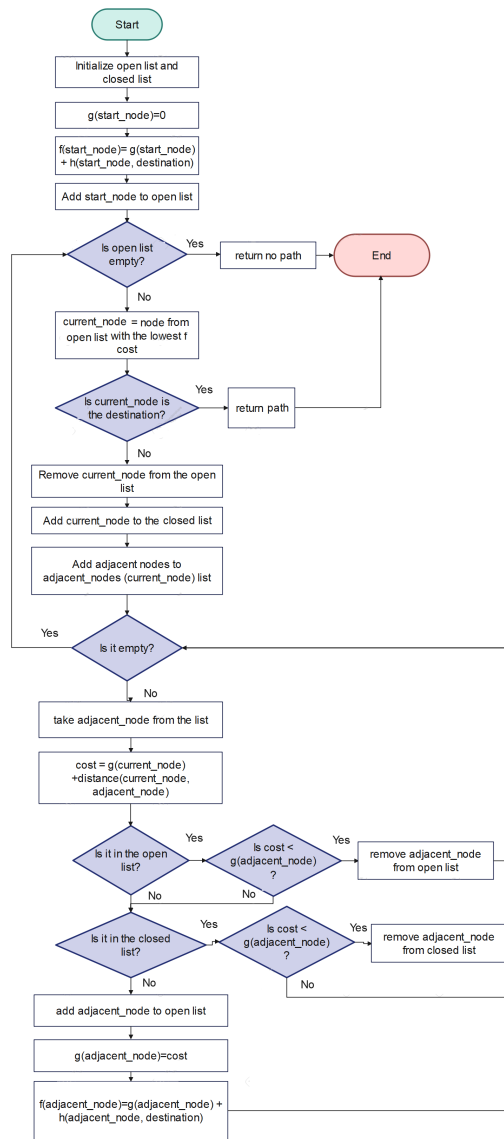 Start
Initialize open list and
closed list
g(start_node)=0
f(start_node)= g(start_node)
+ h(start_node, destination)
Add start_node to open list
Is open list
empty?
Yes
return no path
End
No
current_node = node from
open list with the lowest f
cost
Is current_node is
the destination?
Yes
return path
No
Remove current_node from the open
list
Add current_node to the closed list
Add adjacent nodes to
adjacent_nodes (current_node) list
Yes
Is it empty?
No
take adjacent_node from the list
cost = g(current_node)
+distance(current_node,
adjacent_node)
Is it in the open
list?
Yes
Is cost <
g(adjacent_node)
?
Yes
remove adjacent_node
from open list
No
No
Is it in the closed
list?
Yes
Is cost <
g(adjacent_node)
?
Yes
remove adjacent_node
from closed list
No
No
add adjacent_node to open list
g(adjacent_node)=cost
f(adjacent_node)=g(adjacent_node) +
h(adjacent_node, destination)